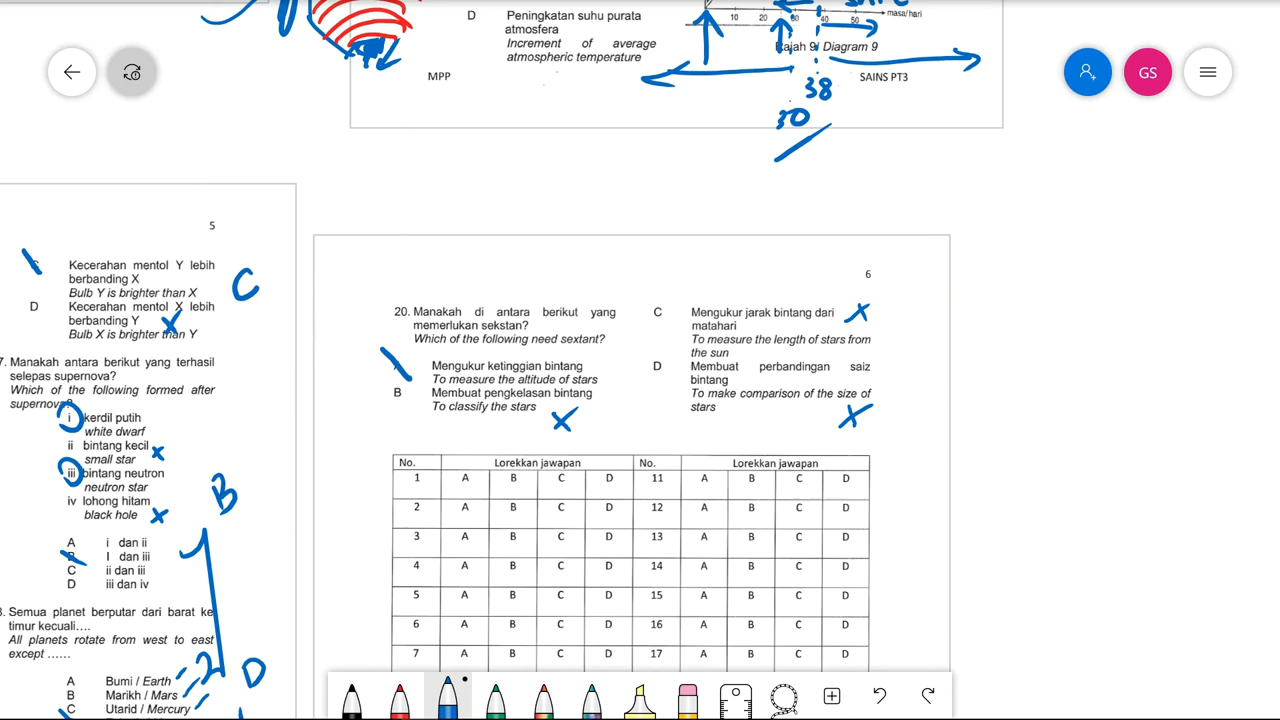 D Peningkatan suhu purata
atmosfera
Increment of average
atmospheric temperature
MPP
10 20 30 40 50 masa/hari
Rajah 9/ Diagram 9
SAINS PT3
38
30
GS
5
Kecerahan mentol Y lebih
berbanding X
Bulb Y is brighter than X
C
D Kecerahan mentol X lebih
berbanding Y
Bulb X is brighter than Y
7. Manakah antara berikut yang terhasil
selepas supernova?
Which of the following formed after
supernova?
i kerdil putih
white dwarf
ii bintang kecil
small star
iii bintang neutron
neutron star
iv lohong hitam
black hole
B
A i dan ii
B I dan iii
C ii dan iii
D iii dan iv
Semua planet berputar dari barat ke
timur kecuali....
All planets rotate from west to east
except ......
A Bumi / Earth
B Marikh / Mars
C Utarid / Mercury
D
6
20. Manakah di antara berikut yang
memerlukan sekstan?
Which of the following need sextant?
A Mengukur ketinggian bintang
To measure the altitude of stars
B Membuat pengkelasan bintang
To classify the stars
C Mengukur jarak bintang dari
matahari
To measure the length of stars from
the sun
D Membuat perbandingan saiz
bintang
To make comparison of the size of
stars
No. Lorekkan jawapan No. Lorekkan jawapan
1 A B C D 11 A B C D
2 A B C D 12 A B C D
3 A B C D 13 A B C D
4 A B C D 14 A B C D
5 A B C D 15 A B C D
6 A B C D 16 A B C D
7 A B C D 17 A B C D